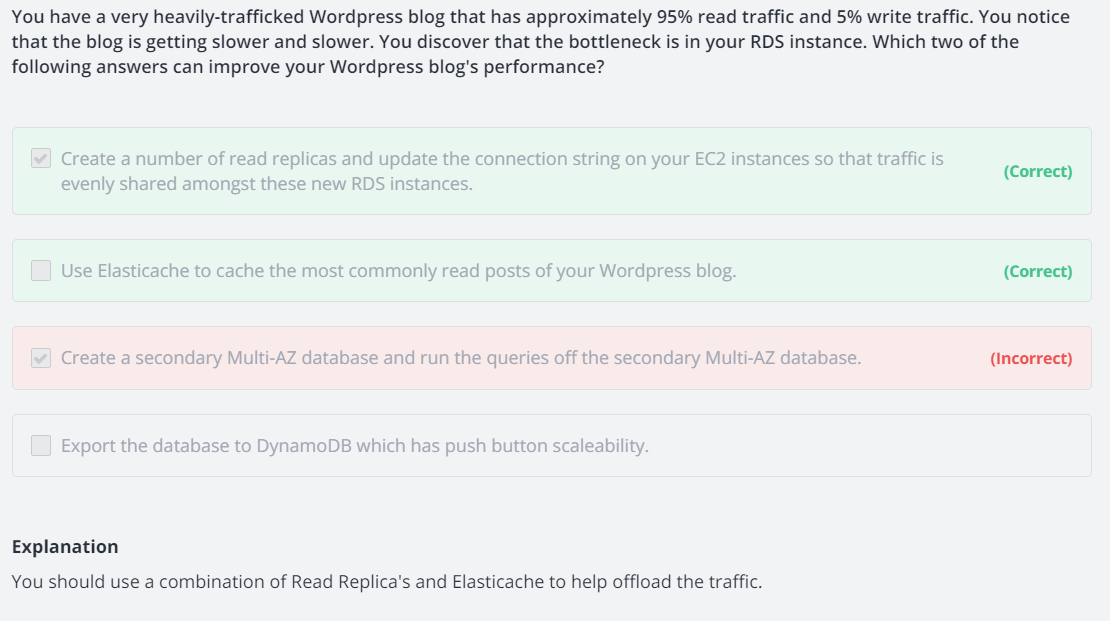 You have a very heavily-trafficked Wordpress blog that has approximately 95% read traffic and 5% write traffic. You notice
that the blog is getting slower and slower. You discover that the bottleneck is in your RDS instance. Which two of the
following answers can improve your Wordpress blog's performance?
Create a number of read replicas and update the connection string on your EC2 instances so that traffic is
evenly shared amongst these new RDS instances.
(Correct)
Use Elasticache to cache the most commonly read posts of your Wordpress blog.
(Correct)
Create a secondary Multi-AZ database and run the queries off the secondary Multi-AZ database.
(Incorrect)
Export the database to DynamoDB which has push button scaleability.
Explanation
You should use a combination of Read Replica's and Elasticache to help offload the traffic.